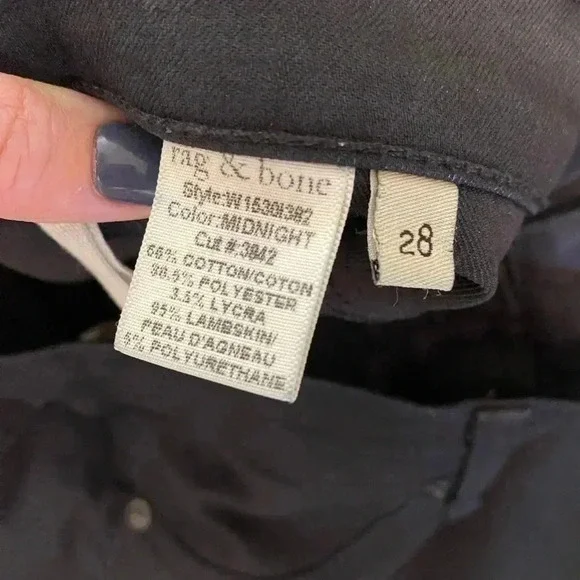 rag & bone
Style:W1530I382
Color:MIDNIGHT
Cut #:3842
66% COTTON/COTON
30.5% POLYESTER
3.5% LYCRA
95% LAMBSKIN/
PEAU D'AGNEAU
5% POLYURETHANE
28